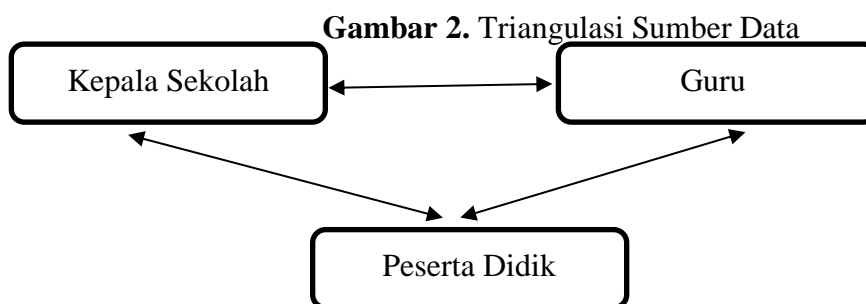 Gambar 2. Triangulasi Sumber Data
Kepala Sekolah
Guru
Peserta Didik